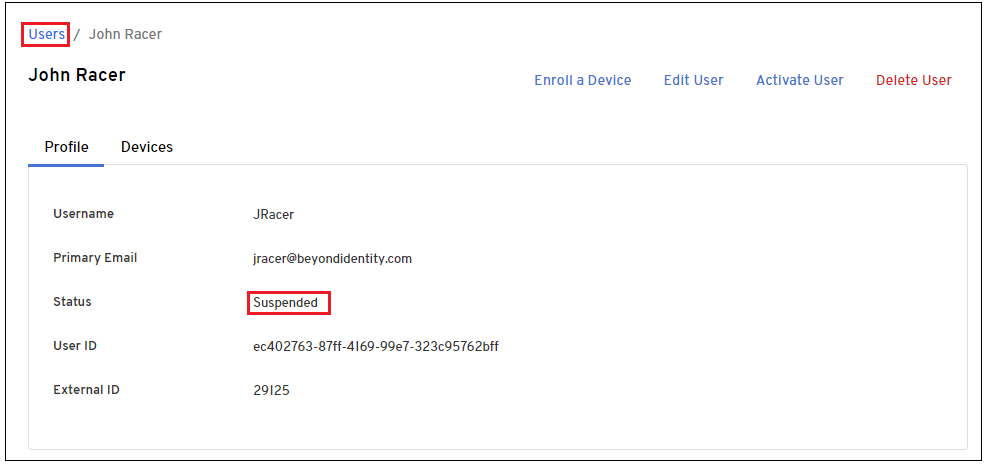 Users / John Racer
John Racer
Enroll a Device Edit User Activate User Delete User
Profile Devices
Username JRacer
Primary Email jracer@beyondidentity.com
Status Suspended
User ID ec402763-87ff-4169-99e7-323c95762bff
External ID 29125